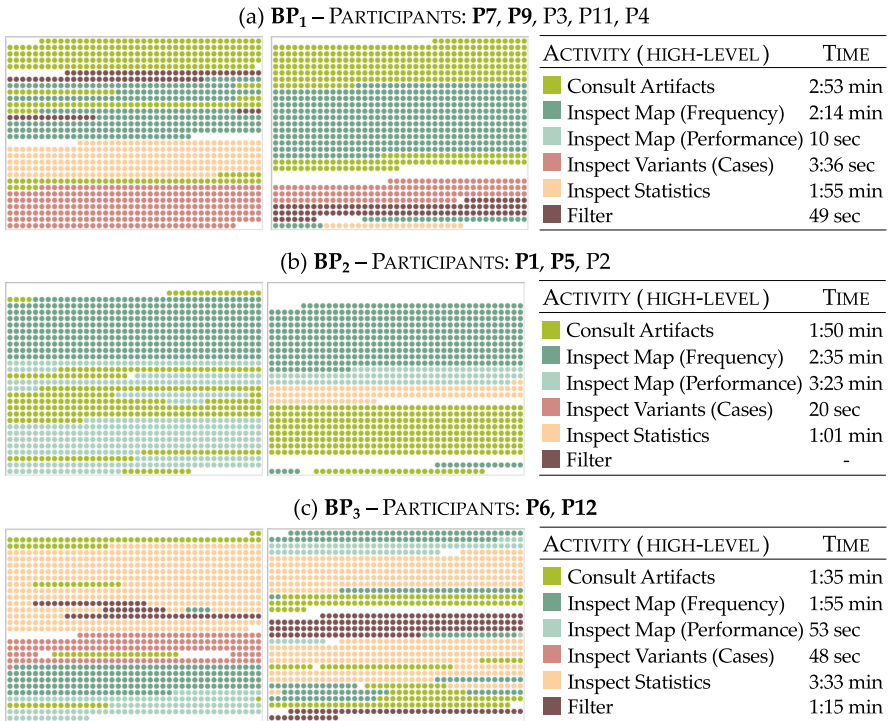 (a) BP1 – PARTICIPANTS: P7, P9, P3, P11, P4
ACTIVITY (HIGH-LEVEL) TIME
Consult Artifacts 2:53 min
Inspect Map (Frequency) 2:14 min
Inspect Map (Performance) 10 sec
Inspect Variants (Cases) 3:36 sec
Inspect Statistics 1:55 min
Filter 49 sec
(b) BP2 – PARTICIPANTS: P1, P5, P2
ACTIVITY (HIGH-LEVEL) TIME
Consult Artifacts 1:50 min
Inspect Map (Frequency) 2:35 min
Inspect Map (Performance) 3:23 min
Inspect Variants (Cases) 20 sec
Inspect Statistics 1:01 min
Filter -
(c) BP3 – PARTICIPANTS: P6, P12
ACTIVITY (HIGH-LEVEL) TIME
Consult Artifacts 1:35 min
Inspect Map (Frequency) 1:55 min
Inspect Map (Performance) 53 sec
Inspect Variants (Cases) 48 sec
Inspect Statistics 3:33 min
Filter 1:15 min